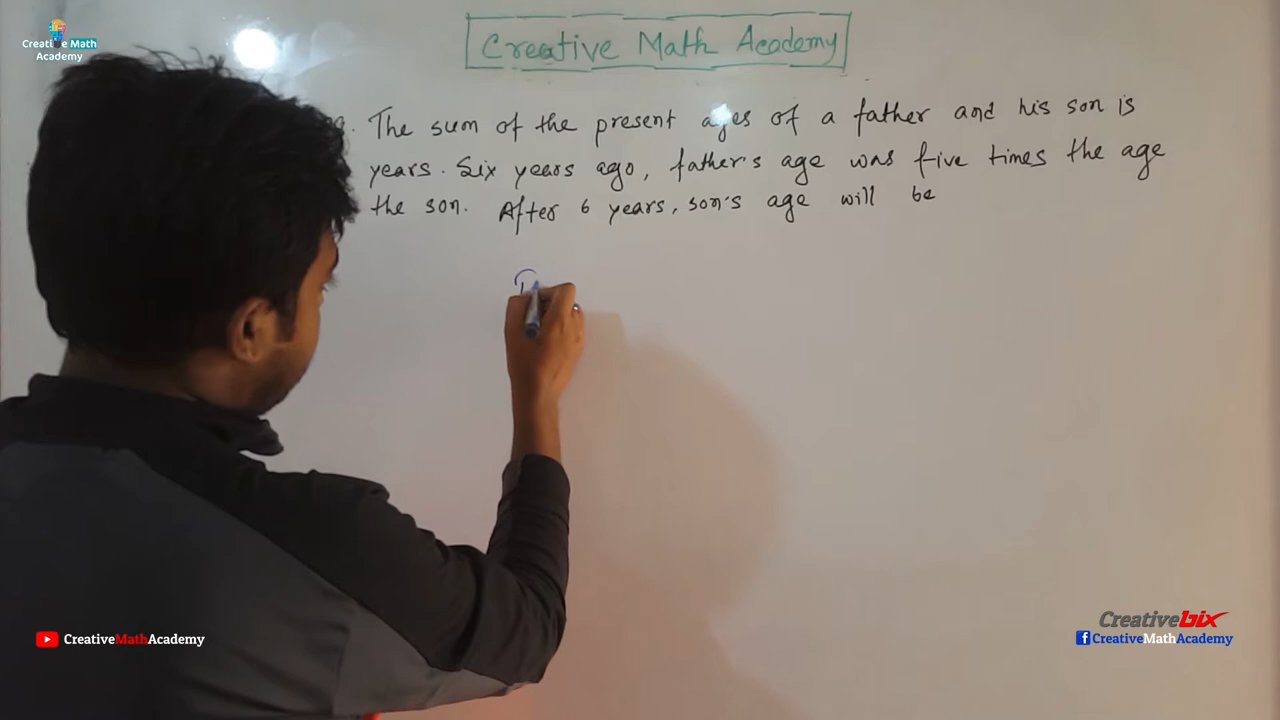 Creative Math
Academy
Creative Math Academy
The sum of the present ages of a father and his son is
years. Six years ago, father's age was five times the age
the son. After 6 years, son's age will be
CreativeMathAcademy
Creativebix
CreativeMathAcademy